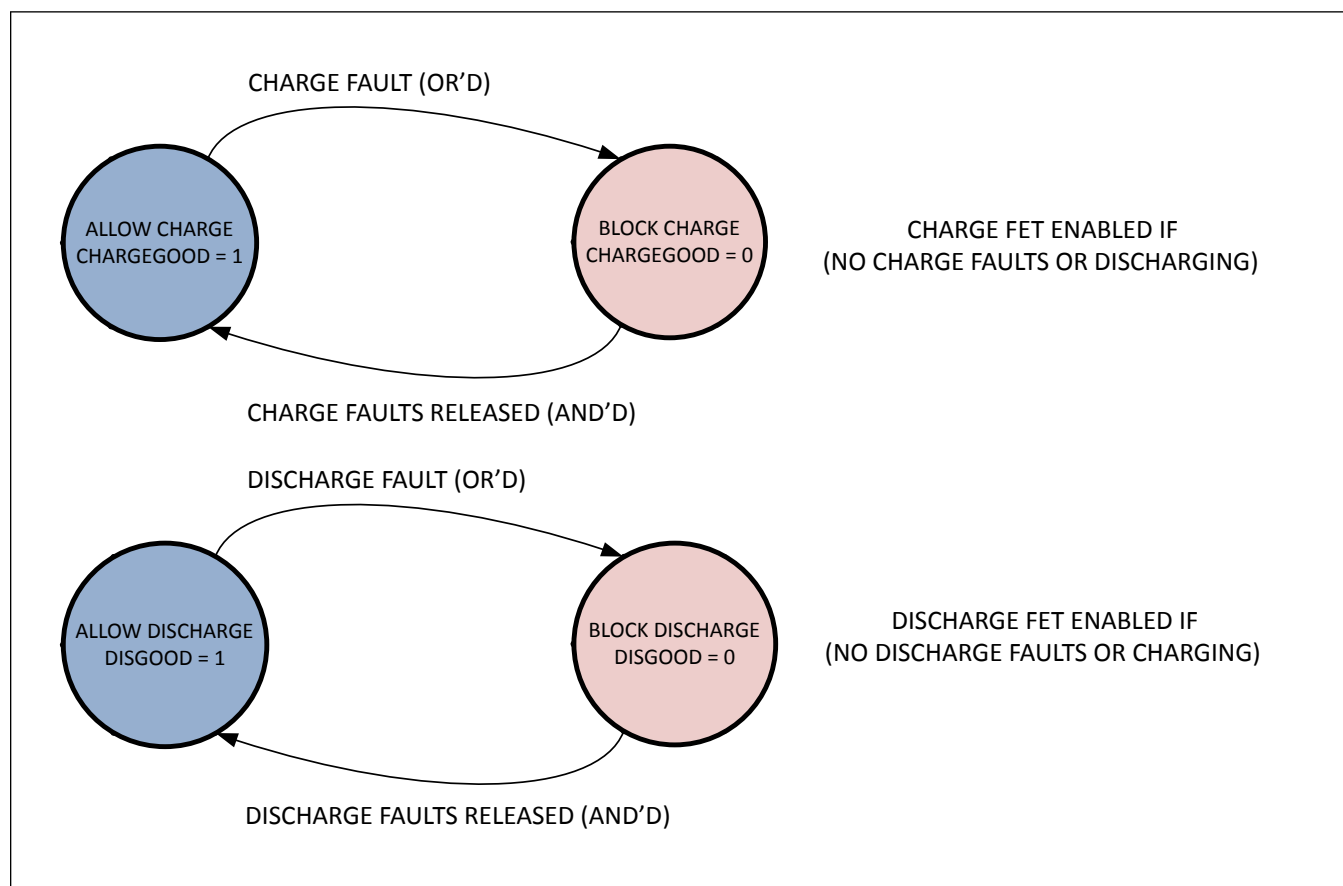 CHARGE FAULT (OR’D)
ALLOW CHARGE
CHARGEGOOD = 1
BLOCK CHARGE
CHARGEGOOD = 0
CHARGE FET ENABLED IF
(NO CHARGE FAULTS OR DISCHARGING)
CHARGE FAULTS RELEASED (AND’D)
DISCHARGE FAULT (OR’D)
ALLOW DISCHARGE
DISGOOD = 1
BLOCK DISCHARGE
DISGOOD = 0
DISCHARGE FET ENABLED IF
(NO DISCHARGE FAULTS OR CHARGING)
DISCHARGE FAULTS RELEASED (AND’D)